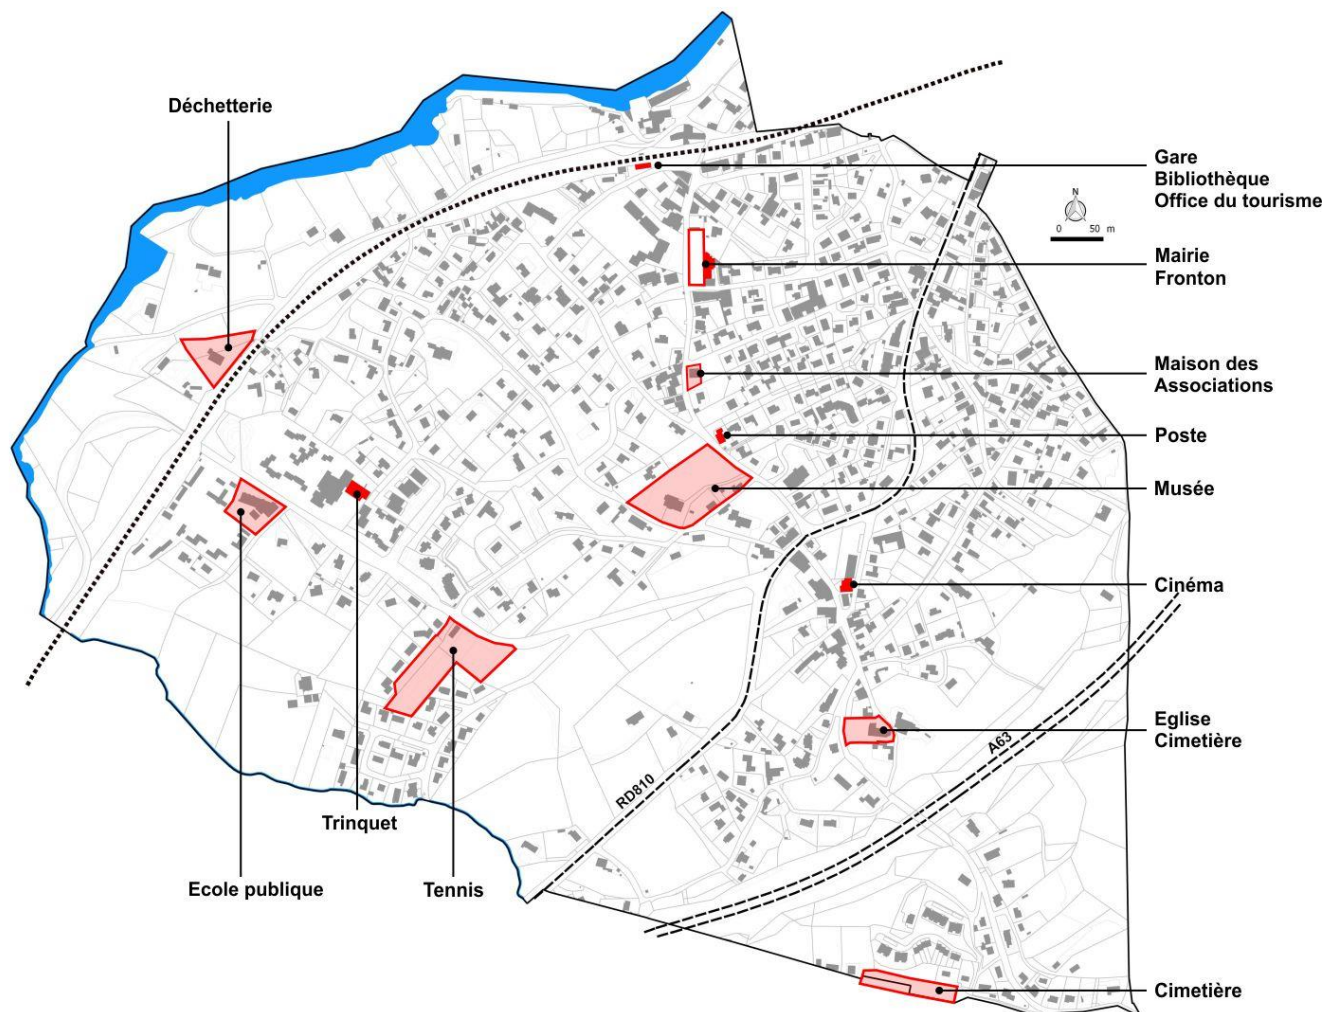 Déchetterie
Gare
Bibliothèque
Office du tourisme
N
0 50 m
Mairie
Fronton
Maison des
Associations
Poste
Musée
Cinéma
A63
Eglise
Cimetière
RD810
Trinquet
Ecole publique
Tennis
Cimetière